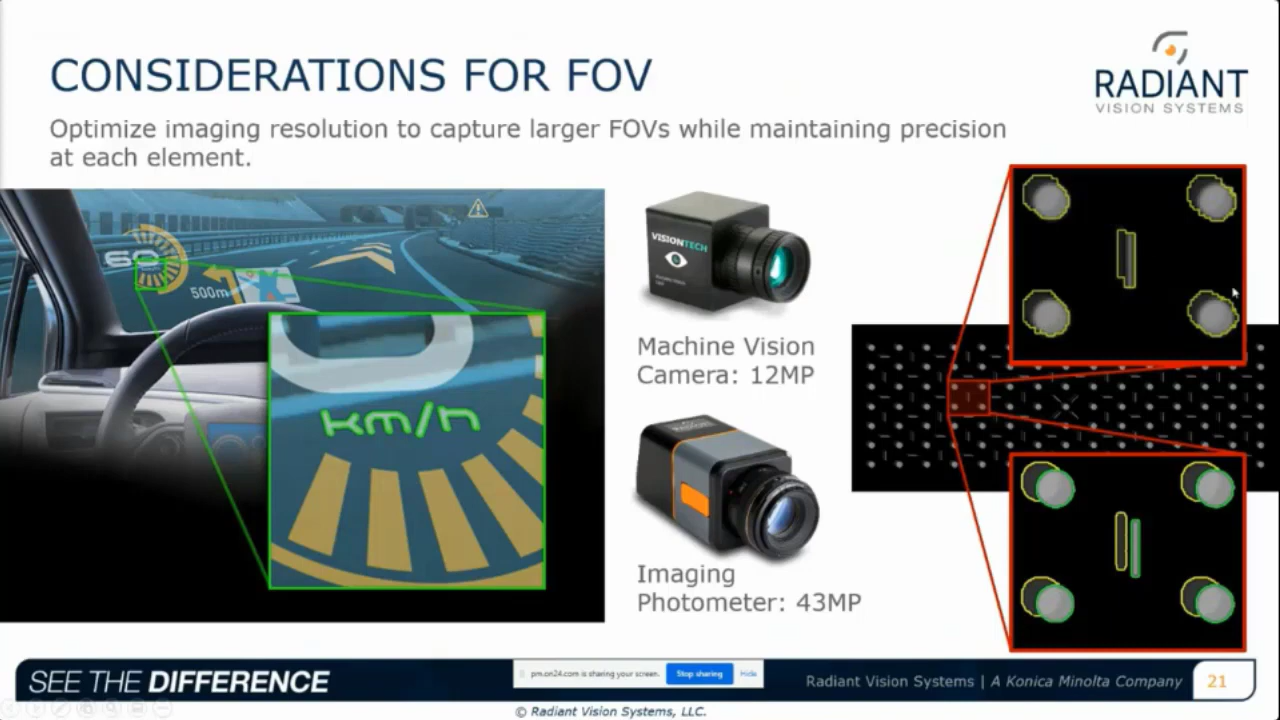 CONSIDERATIONS FOR FOV
RADIANT
VISION SYSTEMS
Optimize imaging resolution to capture larger FOVs while maintaining precision
at each element.
60
500m
km/h
VISIONTECH
Machine Vision
Camera: 12MP
RADIANT
Imaging
Photometer: 43MP
SEE THE DIFFERENCE
pm.on24.com is sharing your screen.
Stop sharing
Hide
Radiant Vision Systems | A Konica Minolta Company
21
© Radiant Vision Systems, LLC.